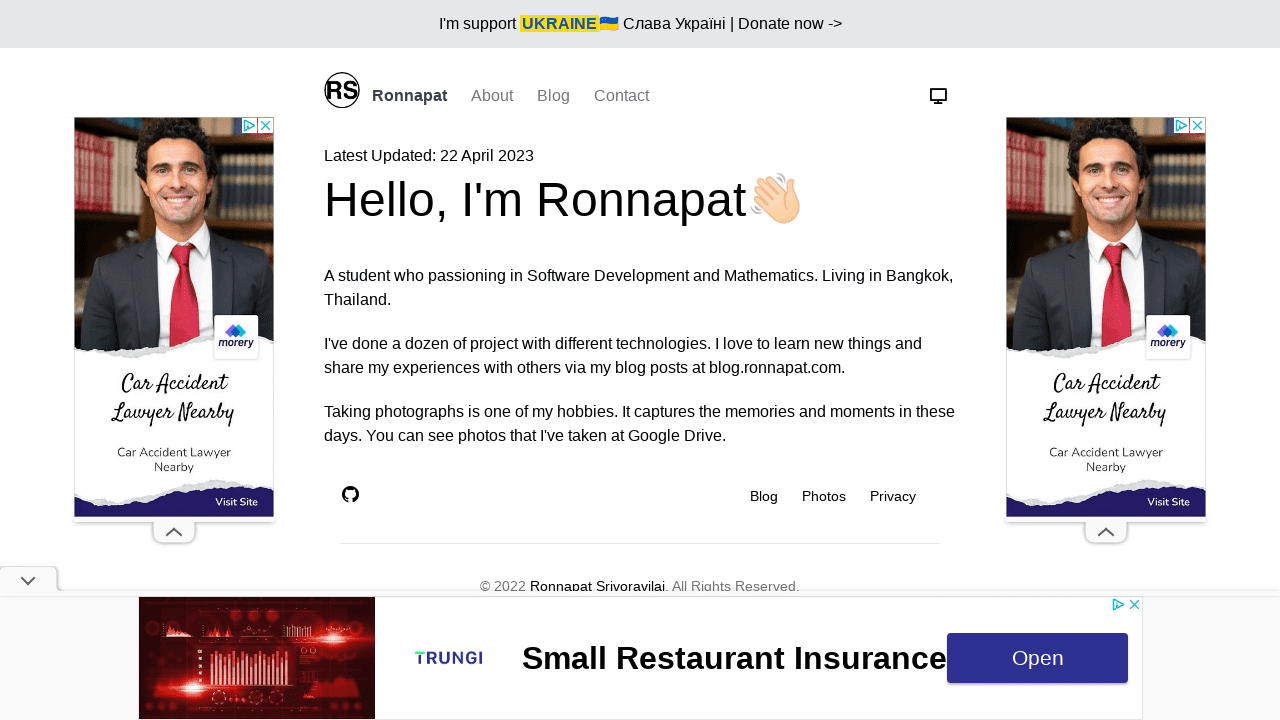 I'm support UKRAINE🇺🇦 Слава Україні | Donate now ->
RS Ronnapat About Blog Contact
Latest Updated: 22 April 2023
Hello, I'm Ronnapat👋🏻
A student who passioning in Software Development and Mathematics. Living in Bangkok,
Thailand.
I've done a dozen of project with different technologies. I love to learn new things and
share my experiences with others via my blog posts at blog.ronnapat.com.
Taking photographs is one of my hobbies. It captures the memories and moments in these
days. You can see photos that I've taken at Google Drive.
Blog Photos Privacy
© 2022 Ronnapat Srivoravilai. All Rights Reserved.
morery
Car Accident
Lawyer Nearby
Car Accident Lawyer
Nearby
Visit Site
morery
Car Accident
Lawyer Nearby
Car Accident Lawyer
Nearby
Visit Site
TRUNGI
Small Restaurant Insurance
Open